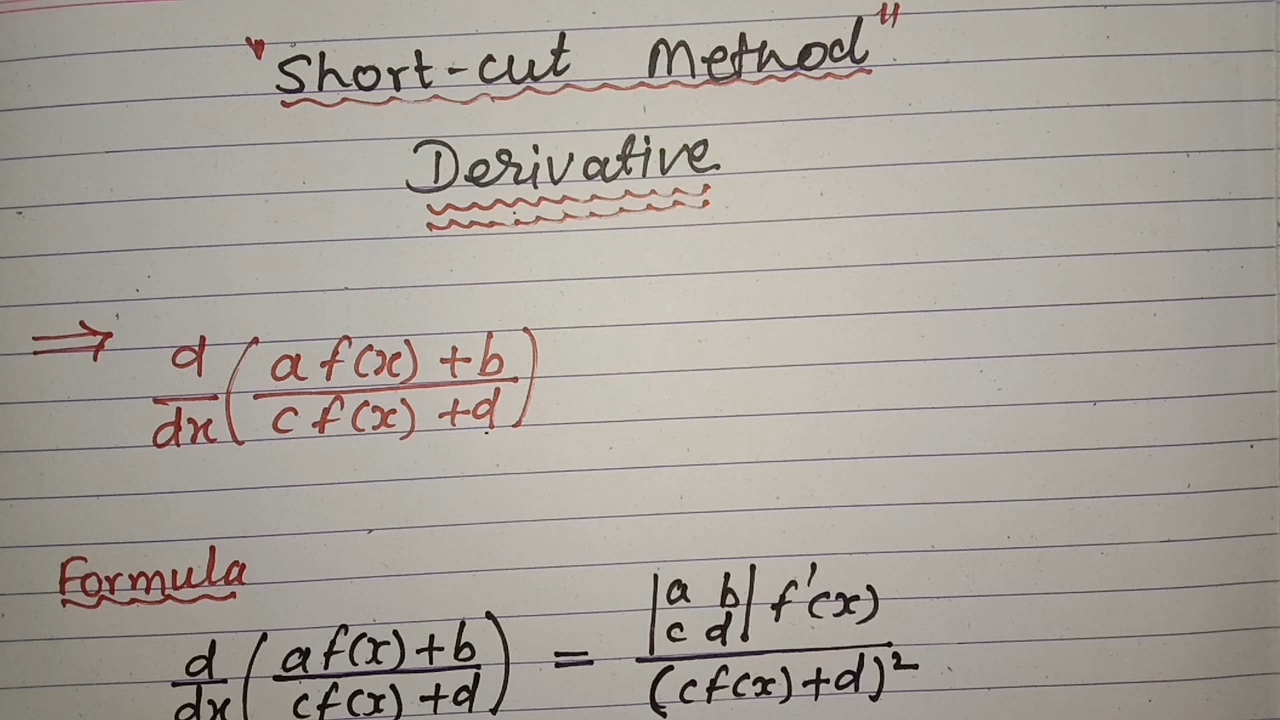 "Short-cut Method"
Derivative
⇒ d/dx ( a f(x) + b / c f(x) + d )
Formula
d/dx ( a f(x) + b / c f(x) + d ) = |a b; c d| f'(x) / (c f(x) + d)²